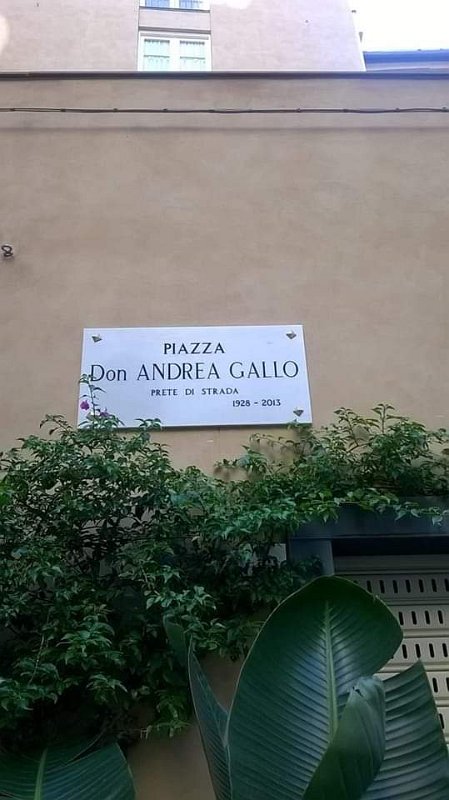 PIAZZA
Don ANDREA GALLO
PRETE DI STRADA
1928 - 2013